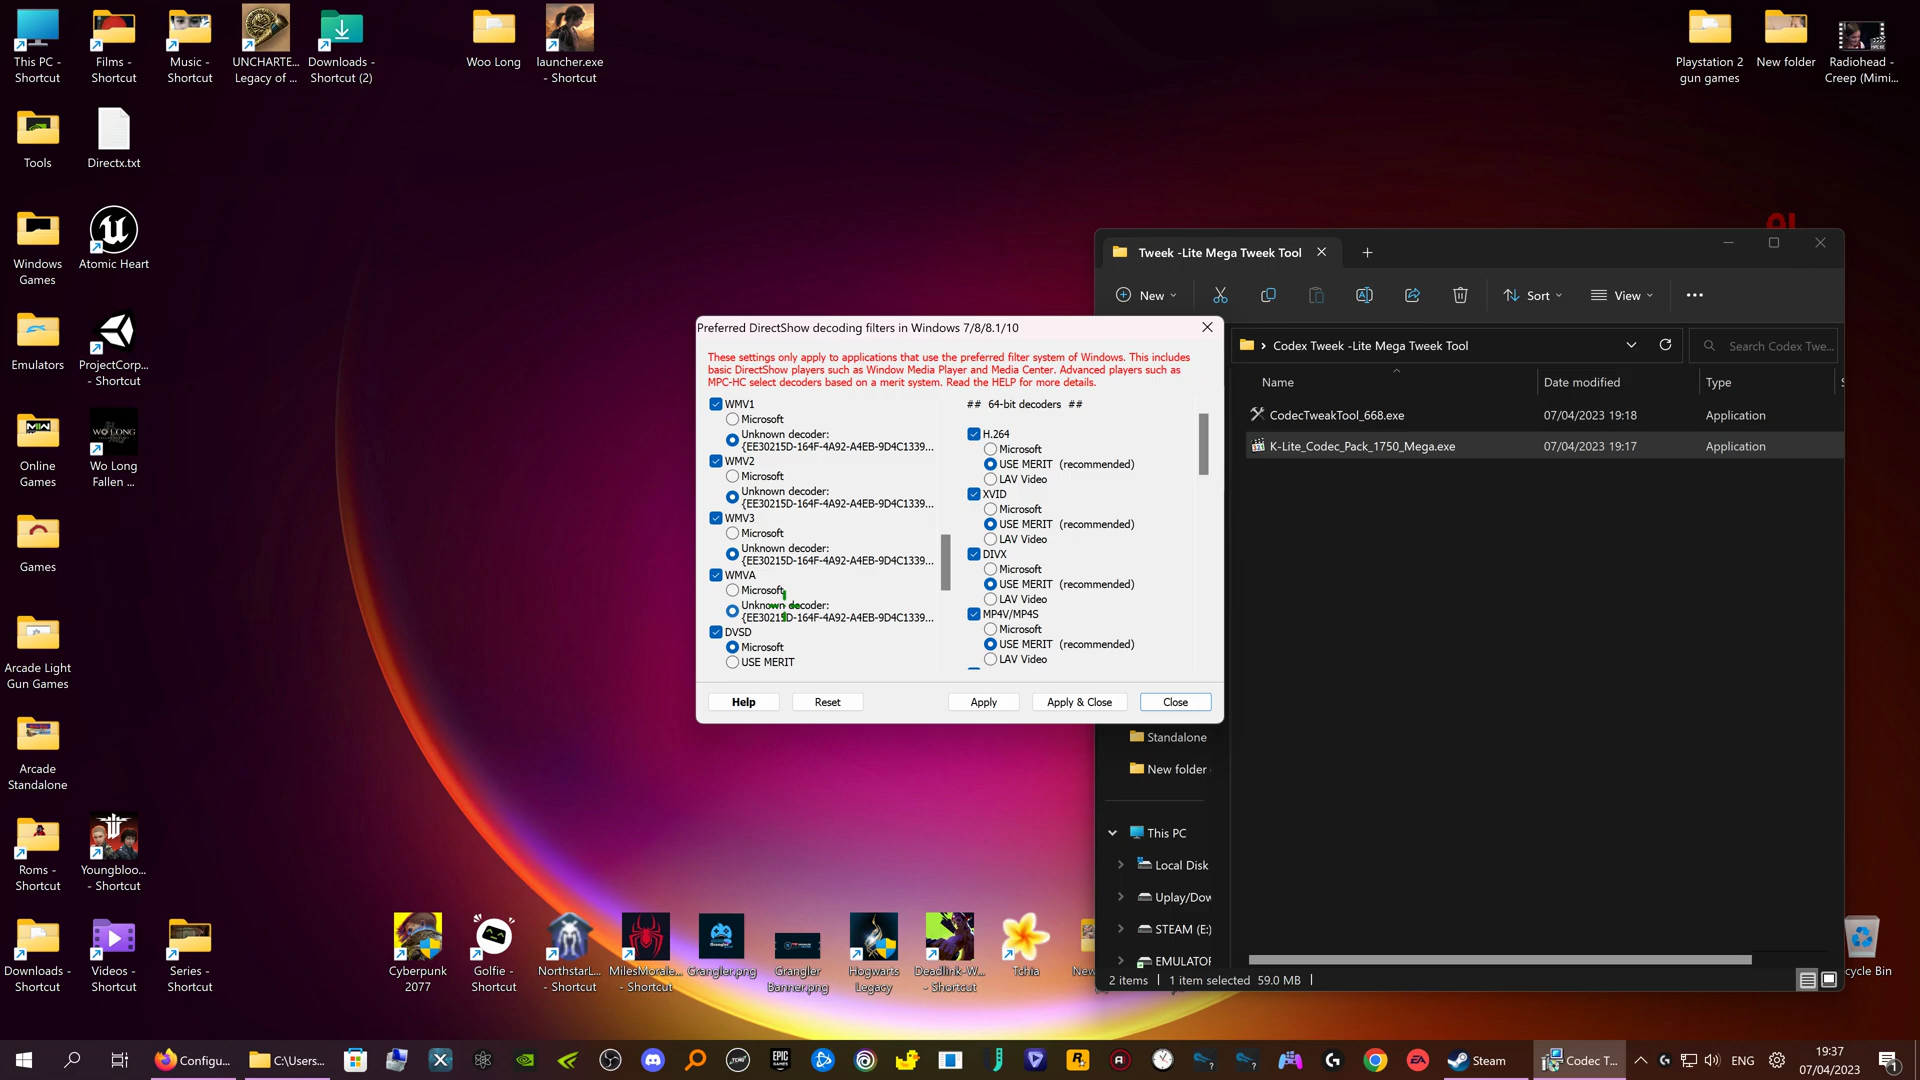 This PC -
Shortcut
Films -
Shortcut
Music -
Shortcut
UNCHARTE...
Legacy of ...
Downloads -
Shortcut (2)
Woo Long
launcher.exe
- Shortcut
Playstation 2
gun games
New folder
Radiohead -
Creep (Mimi...
Tools
Directx.txt
Windows
Games
Atomic Heart
Emulators
ProjectCorp...
- Shortcut
Online
Games
Wo Long
Fallen ...
Games
Arcade Light
Gun Games
Arcade
Standalone
Roms -
Shortcut
Youngbloo...
- Shortcut
Downloads -
Shortcut
Videos -
Shortcut
Series -
Shortcut
Cyberpunk
2077
Golfie -
Shortcut
NorthstarL...
- Shortcut
MilesMorale...
- Shortcut
Grangler.png
Grangler
Banner.png
Hogwarts
Legacy
Deadlink-W...
- Shortcut
Tchia
Tweek -Lite Mega Tweek Tool
New
Sort
View
Codex Tweek -Lite Mega Tweek Tool
Search Codex Twe...
Name
Date modified
Type
CodecTweakTool_668.exe
07/04/2023 19:18
Application
K-Lite_Codec_Pack_1750_Mega.exe
07/04/2023 19:17
Application
Standalone
New folder
This PC
Local Disk
Uplay/Dow
STEAM (E:)
EMULATOR
2 items
1 item selected 59.0 MB
cycle Bin
Preferred DirectShow decoding filters in Windows 7/8/8.1/10
These settings only apply to applications that use the preferred filter system of Windows. This includes
basic DirectShow players such as Window Media Player and Media Center. Advanced players such as
MPC-HC select decoders based on a merit system. Read the HELP for more details.
WMV1
Microsoft
Unknown decoder:
{EE30215D-164F-4A92-A4EB-9D4C1339...
WMV2
Microsoft
Unknown decoder:
{EE30215D-164F-4A92-A4EB-9D4C1339...
WMV3
Microsoft
Unknown decoder:
{EE30215D-164F-4A92-A4EB-9D4C1339...
WMVA
Microsoft
Unknown decoder:
{EE30215D-164F-4A92-A4EB-9D4C1339...
DVSD
Microsoft
USE MERIT
## 64-bit decoders ##
H.264
Microsoft
USE MERIT (recommended)
LAV Video
XVID
Microsoft
USE MERIT (recommended)
LAV Video
DIVX
Microsoft
USE MERIT (recommended)
LAV Video
MP4V/MP4S
Microsoft
USE MERIT (recommended)
LAV Video
Help
Reset
Apply
Apply & Close
Close
Configu...
C:\Users...
Steam
Codec T...
ENG
19:37
07/04/2023
1